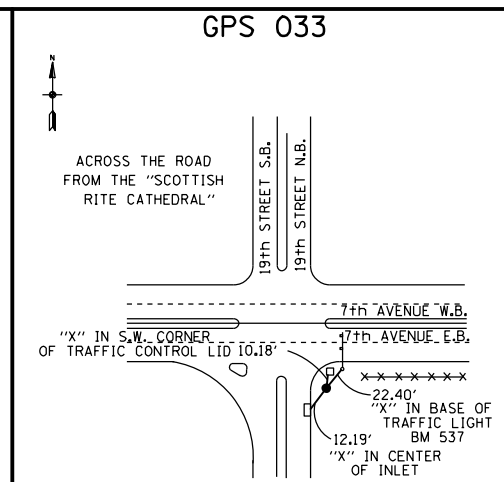 GPS 033
N
ACROSS THE ROAD
FROM THE "SCOTTISH
RITE CATHEDRAL"
19th STREET S.B.
19th STREET N.B.
7th AVENUE W.B.
7th AVENUE E.B.
"X" IN S.W. CORNER
OF TRAFFIC CONTROL LID 10.18'
22.40'
"X" IN BASE OF
TRAFFIC LIGHT
BM 537
12.19'
"X" IN CENTER
OF INLET